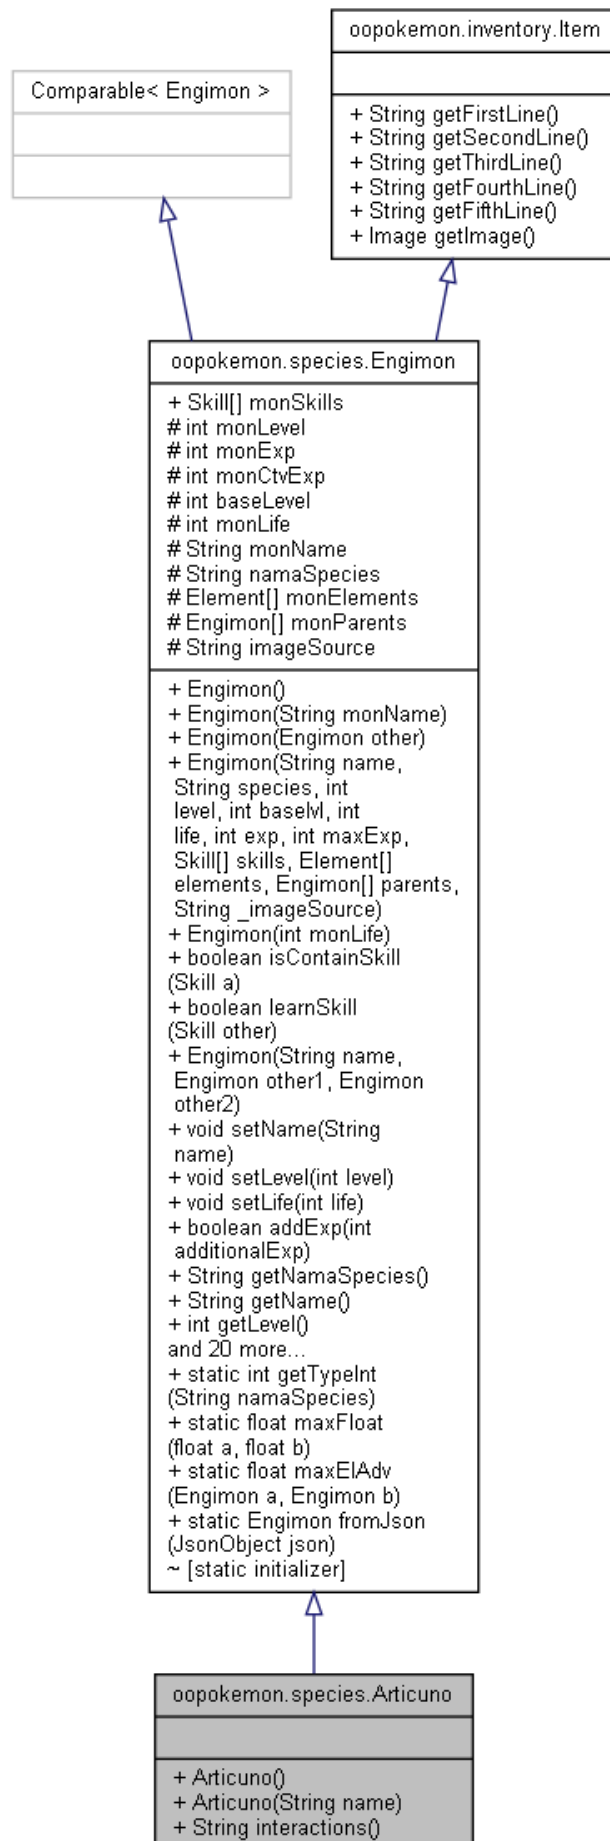 oopokemon.inventory.Item
+ String getFirstLine()
+ String getSecondLine()
+ String getThirdLine()
+ String getFourthLine()
+ String getFifthLine()
+ Image getImage()
Comparable< Engimon >
oopokemon.species.Engimon
+ Skill[] monSkills
# int monLevel
# int monExp
# int monCtvExp
# int baseLevel
# int monLife
# String monName
# String namaSpecies
# Element[] monElements
# Engimon[] monParents
# String imageSource
+ Engimon()
+ Engimon(String monName)
+ Engimon(Engimon other)
+ Engimon(String name,
String species, int
level, int baselvl, int
life, int exp, int maxExp,
Skill[] skills, Element[]
elements, Engimon[] parents,
String _imageSource)
+ Engimon(int monLife)
+ boolean isContainSkill
(Skill a)
+ boolean learnSkill
(Skill other)
+ Engimon(String name,
Engimon other1, Engimon
other2)
+ void setName(String
name)
+ void setLevel(int level)
+ void setLife(int life)
+ boolean addExp(int
additionalExp)
+ String getNamaSpecies()
+ String getName()
+ int getLevel()
and 20 more...
+ static int getTypeInt
(String namaSpecies)
+ static float maxFloat
(float a, float b)
+ static float maxElAdv
(Engimon a, Engimon b)
+ static Engimon fromJson
(JsonObject json)
~ [static initializer]
oopokemon.species.Articuno
+ Articuno()
+ Articuno(String name)
+ String interactions()